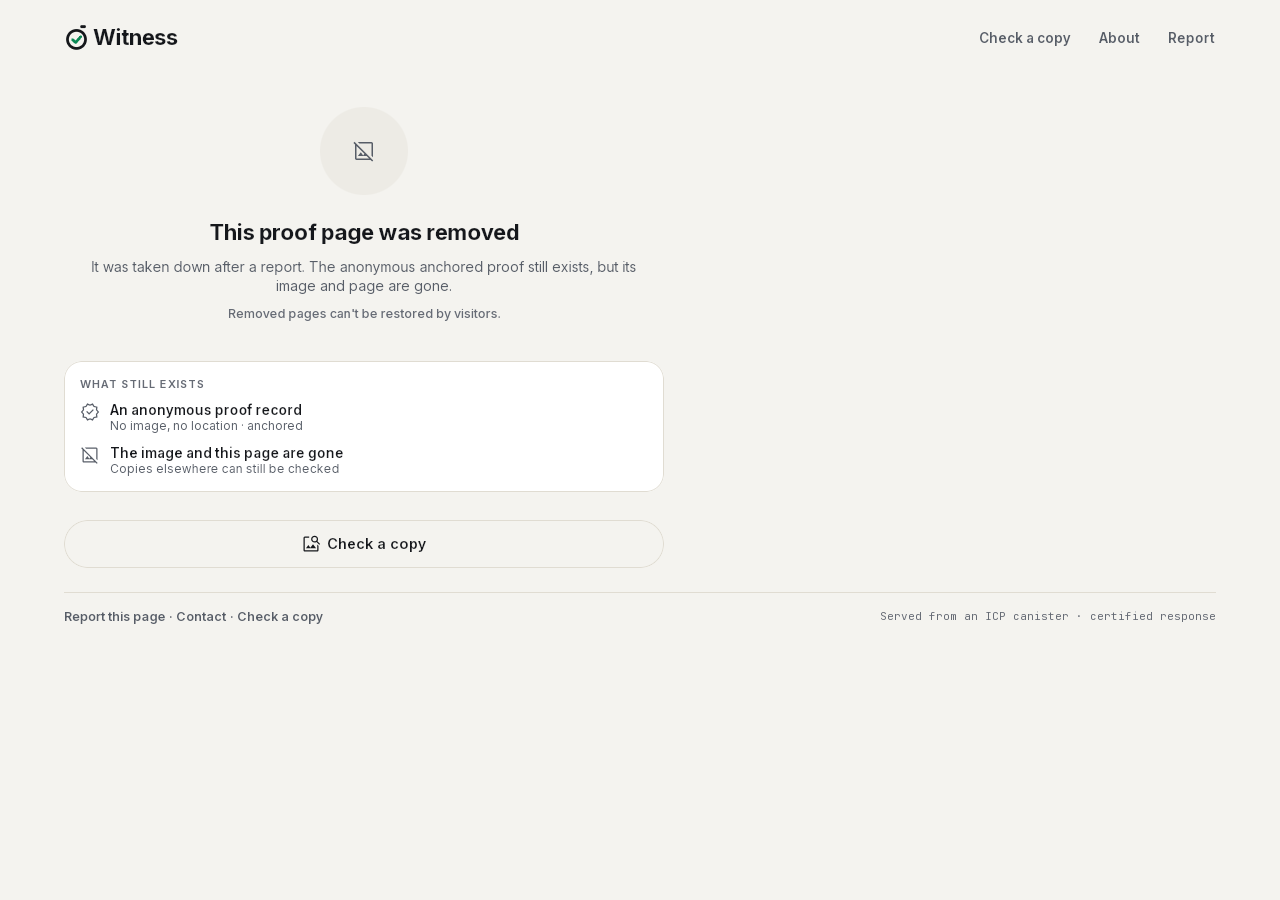 Witness
Check a copy
About
Report
This proof page was removed
It was taken down after a report. The anonymous anchored proof still exists, but its
image and page are gone.
Removed pages can't be restored by visitors.
WHAT STILL EXISTS
An anonymous proof record
No image, no location · anchored
The image and this page are gone
Copies elsewhere can still be checked
Check a copy
Report this page · Contact · Check a copy
Served from an ICP canister · certified response